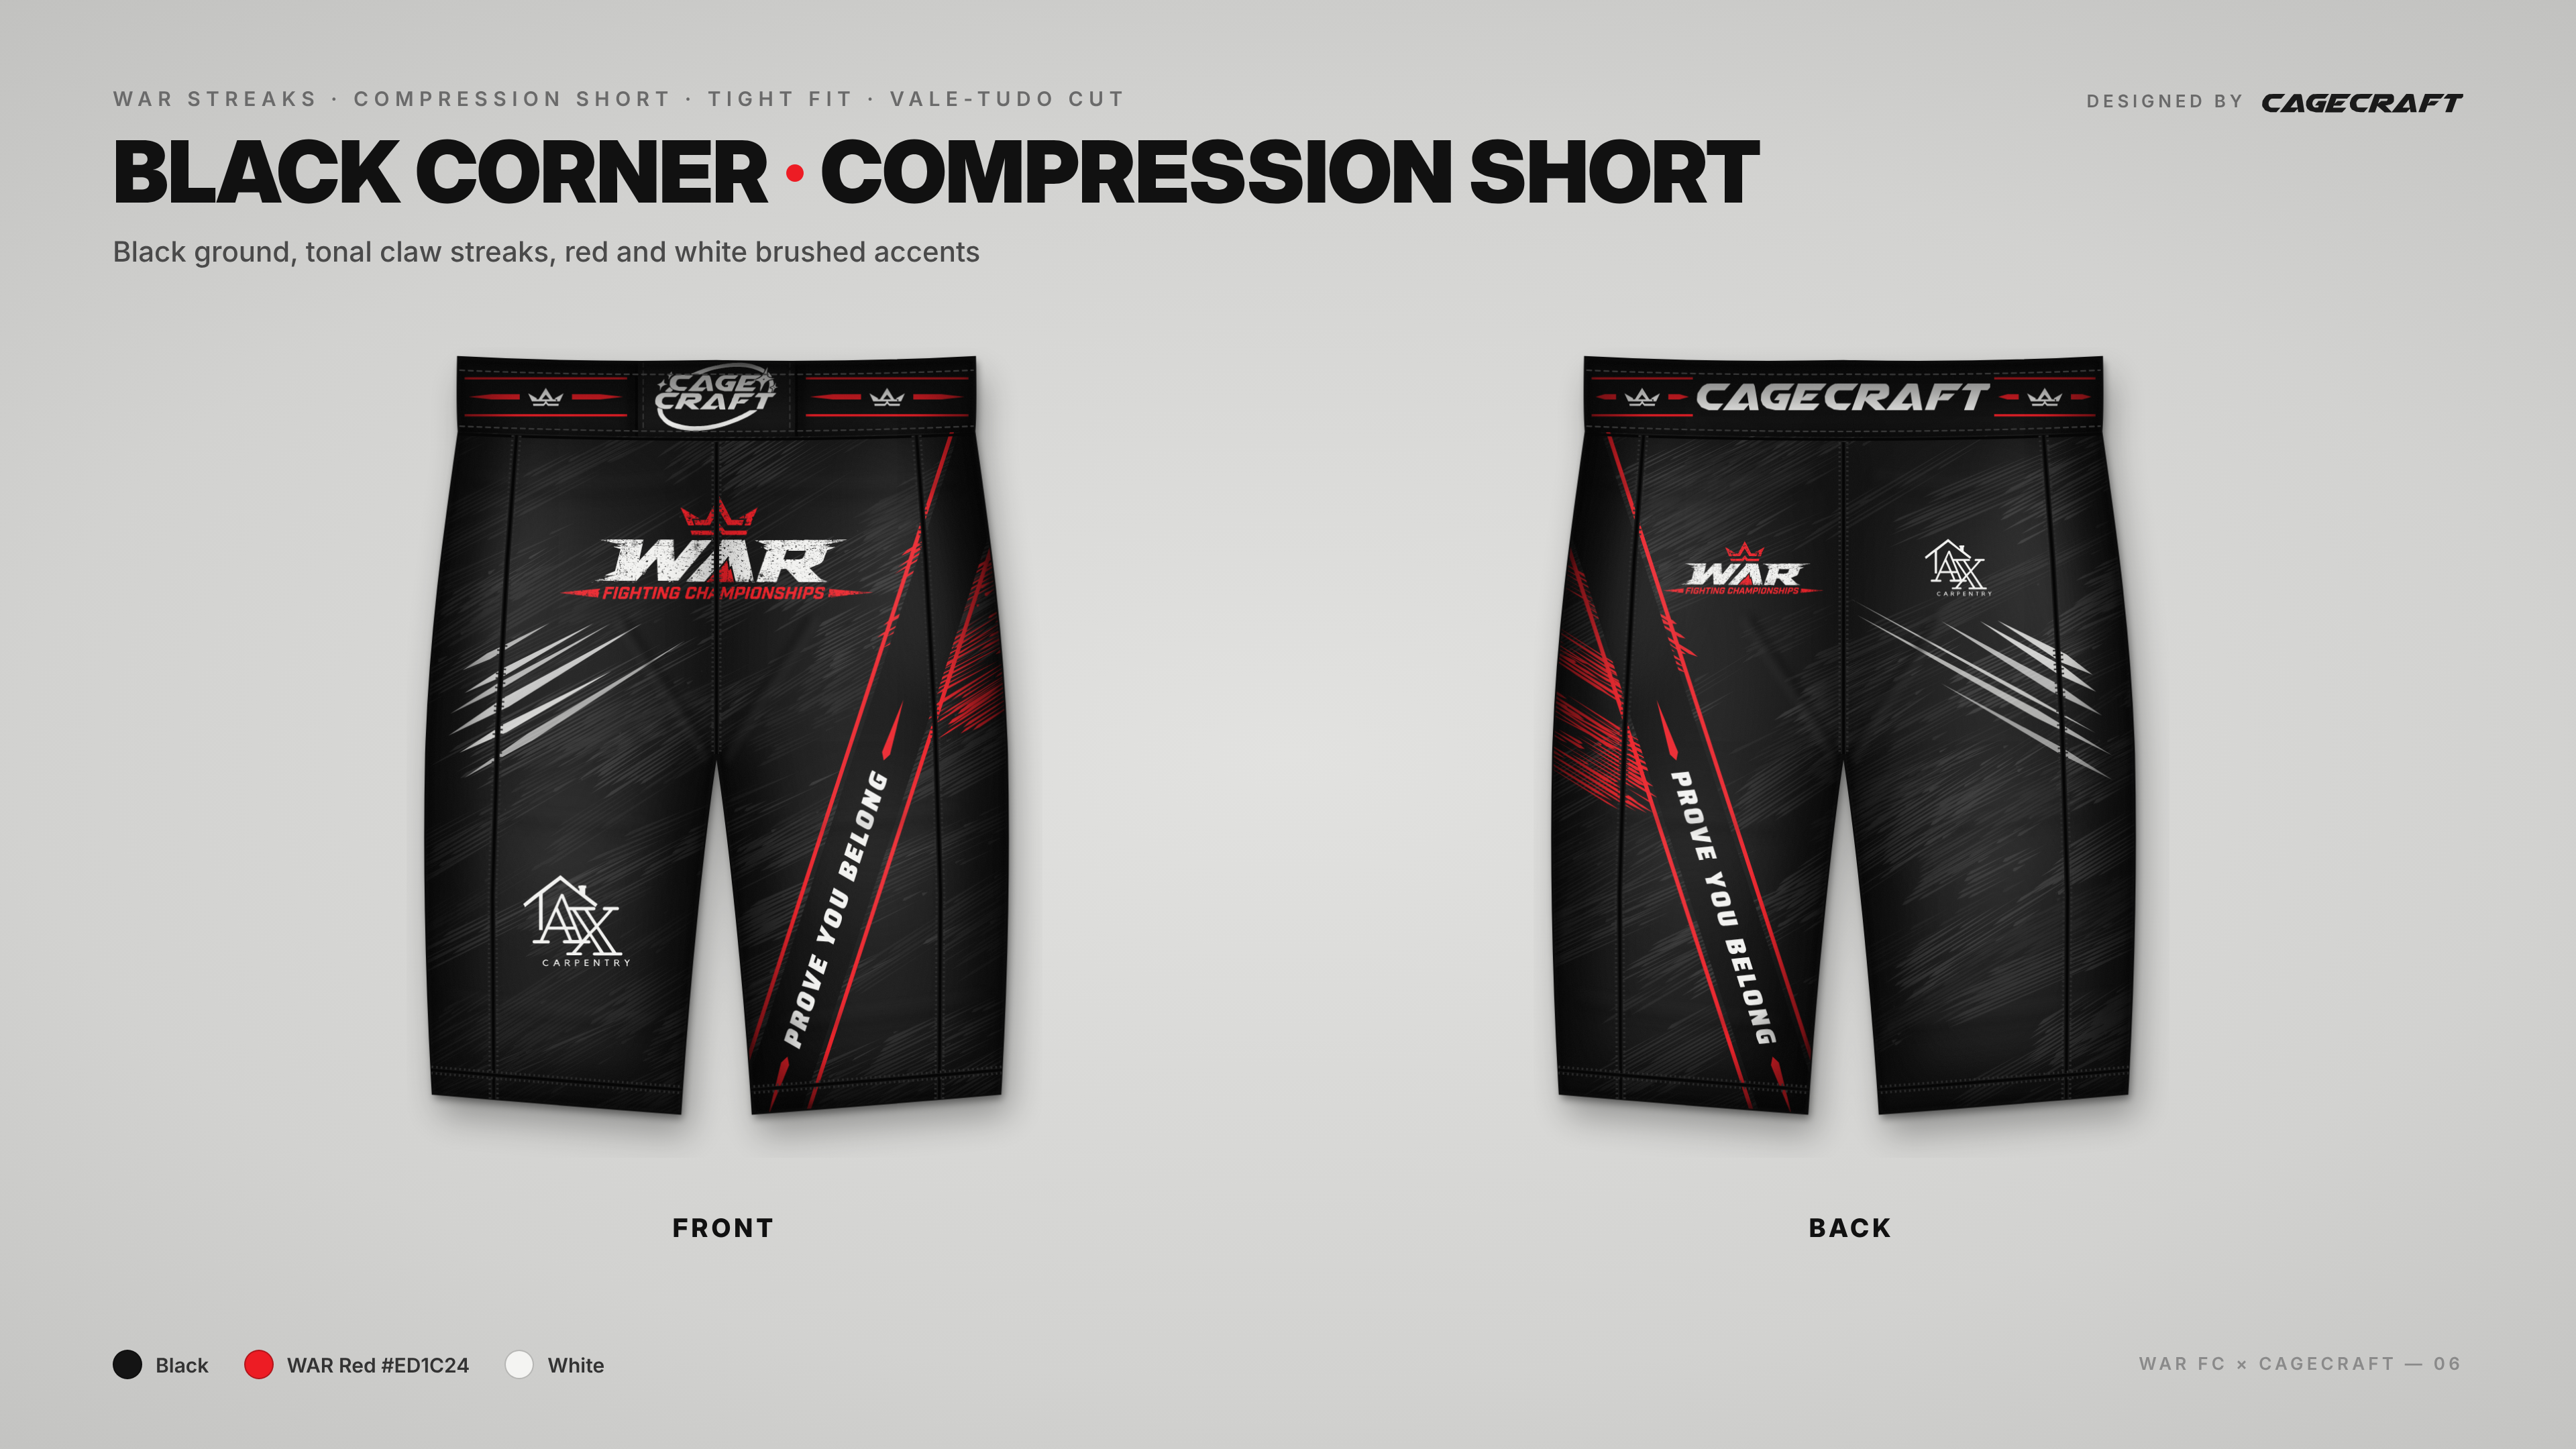 WAR STREAKS · COMPRESSION SHORT · TIGHT FIT · VALE-TUDO CUT
DESIGNED BY CAGECRAFT
BLACK CORNER • COMPRESSION SHORT
Black ground, tonal claw streaks, red and white brushed accents
CAGE
CRAFT
WAR
FIGHTING CHAMPIONSHIPS
PROVE YOU BELONG
AX
CARPENTRY
CAGECRAFT
WAR
FIGHTING CHAMPIONSHIPS
AX
CARPENTRY
PROVE YOU BELONG
FRONT
BACK
Black
WAR Red #ED1C24
White
WAR FC × CAGECRAFT — 06